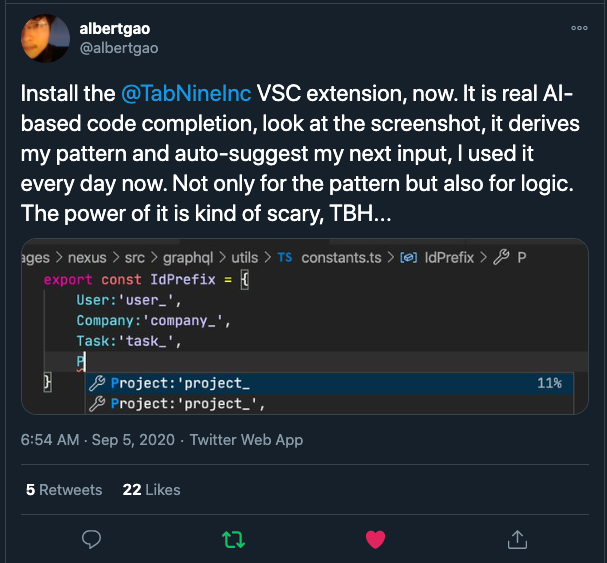 albertgao
@albertgao
Install the @TabNineInc VSC extension, now. It is real AI-
based code completion, look at the screenshot, it derives
my pattern and auto-suggest my next input, I used it
every day now. Not only for the pattern but also for logic.
The power of it is kind of scary, TBH...
ages > nexus > src > graphql > utils > TS constants.ts > IdPrefix > P
export const IdPrefix = {
User:'user_',
Company:'company_',
Task:'task_',
P
}
Project:'project_ 11%
Project:'project_',
6:54 AM · Sep 5, 2020 · Twitter Web App
5 Retweets 22 Likes